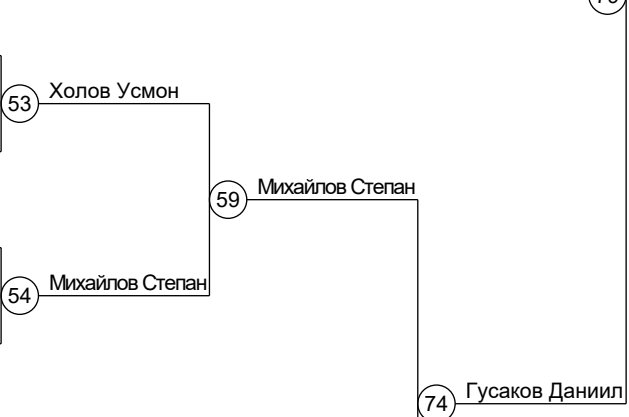 53 Холов Усмон
59 Михайлов Степан
54 Михайлов Степан
74 Гусаков Даниил